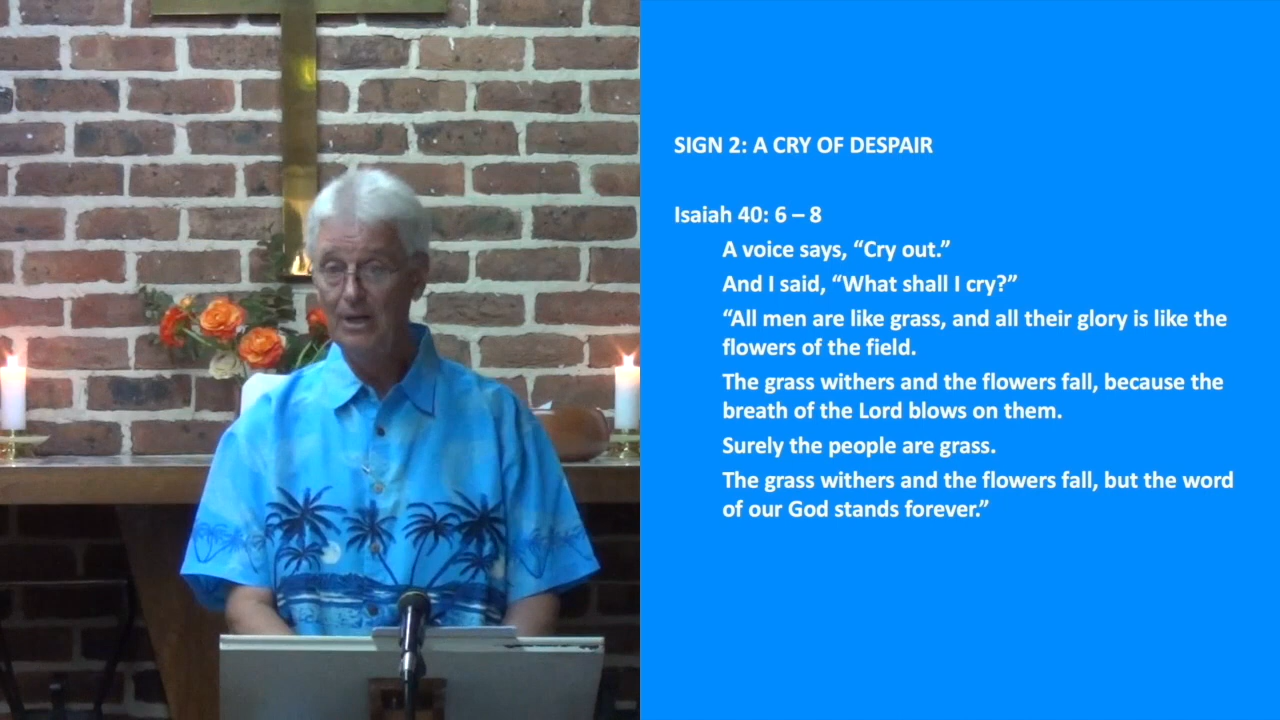 SIGN 2: A CRY OF DESPAIR
Isaiah 40: 6 – 8
A voice says, “Cry out.”
And I said, “What shall I cry?”
“All men are like grass, and all their glory is like the
flowers of the field.
The grass withers and the flowers fall, because the
breath of the Lord blows on them.
Surely the people are grass.
The grass withers and the flowers fall, but the word
of our God stands forever.”